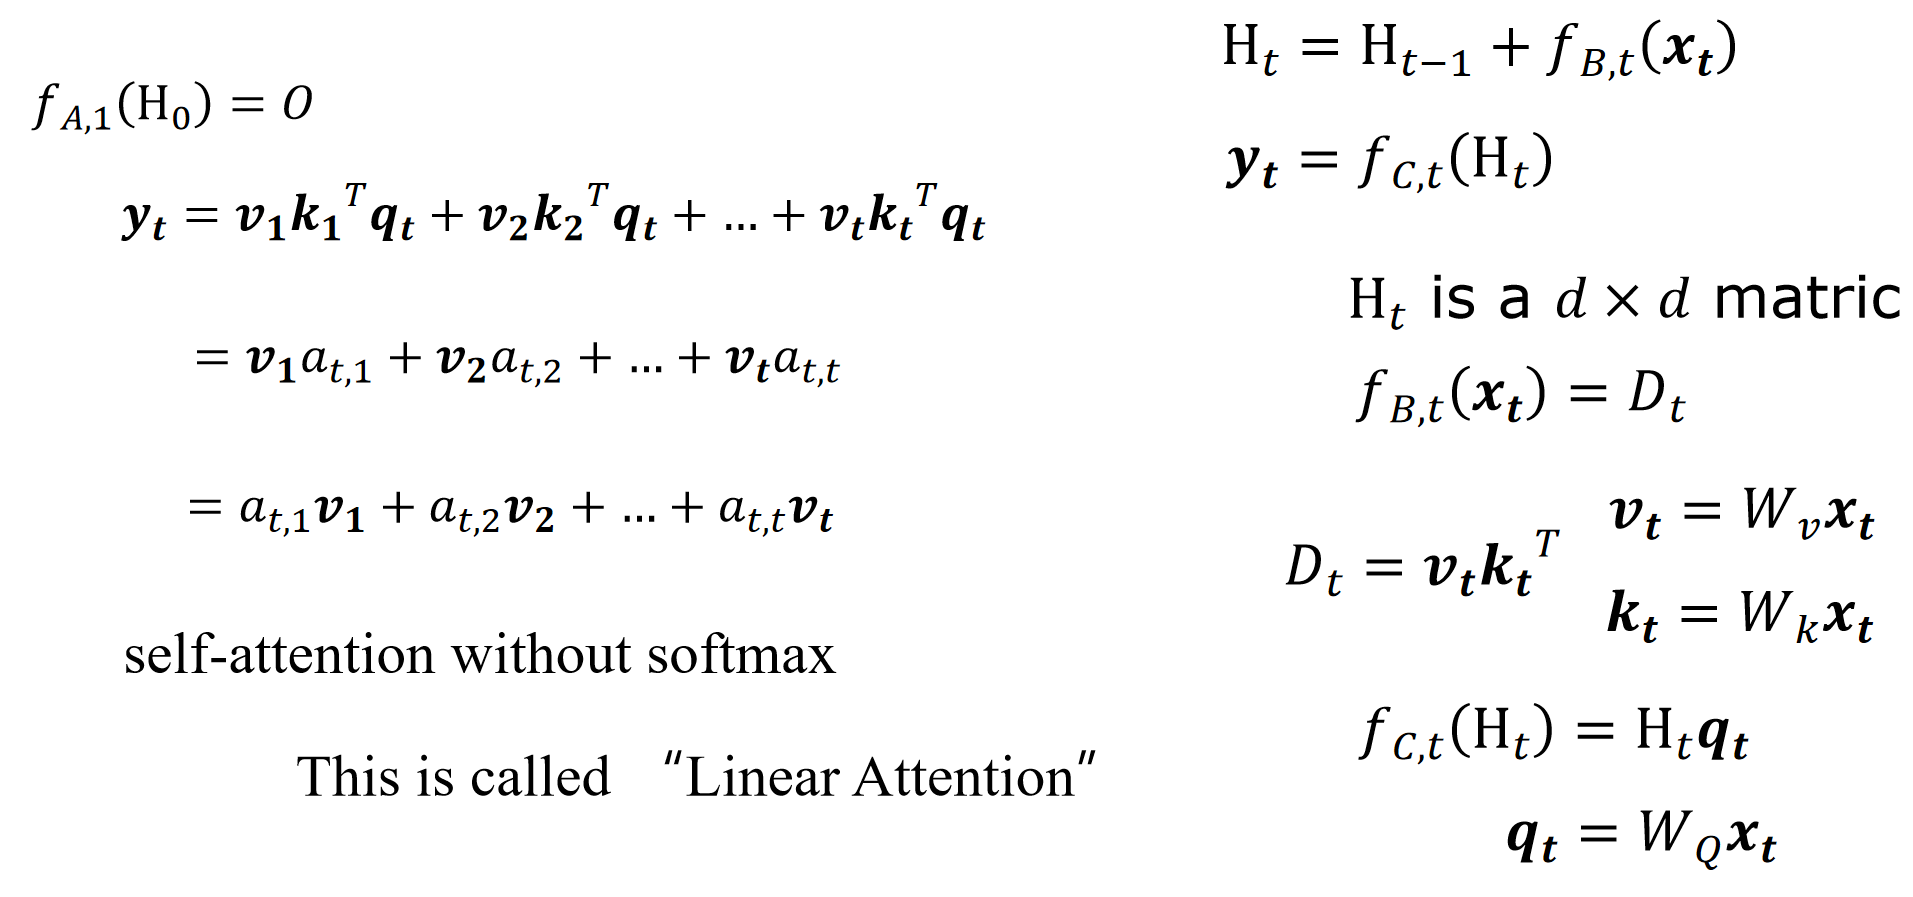 f_{A,1}(H_0) = O
y_t = v_1 k_1^T q_t + v_2 k_2^T q_t + … + v_t k_t^T q_t
= v_1 a_{t,1} + v_2 a_{t,2} + … + v_t a_{t,t}
= a_{t,1} v_1 + a_{t,2} v_2 + … + a_{t,t} v_t
self-attention without softmax
This is called "Linear Attention"
H_t = H_{t−1} + f_{B,t}(x_t)
y_t = f_{C,t}(H_t)
H_t is a d × d matric
f_{B,t}(x_t) = D_t
D_t = v_t k_t^T
v_t = W_v x_t
k_t = W_k x_t
f_{C,t}(H_t) = H_t q_t
q_t = W_Q x_t